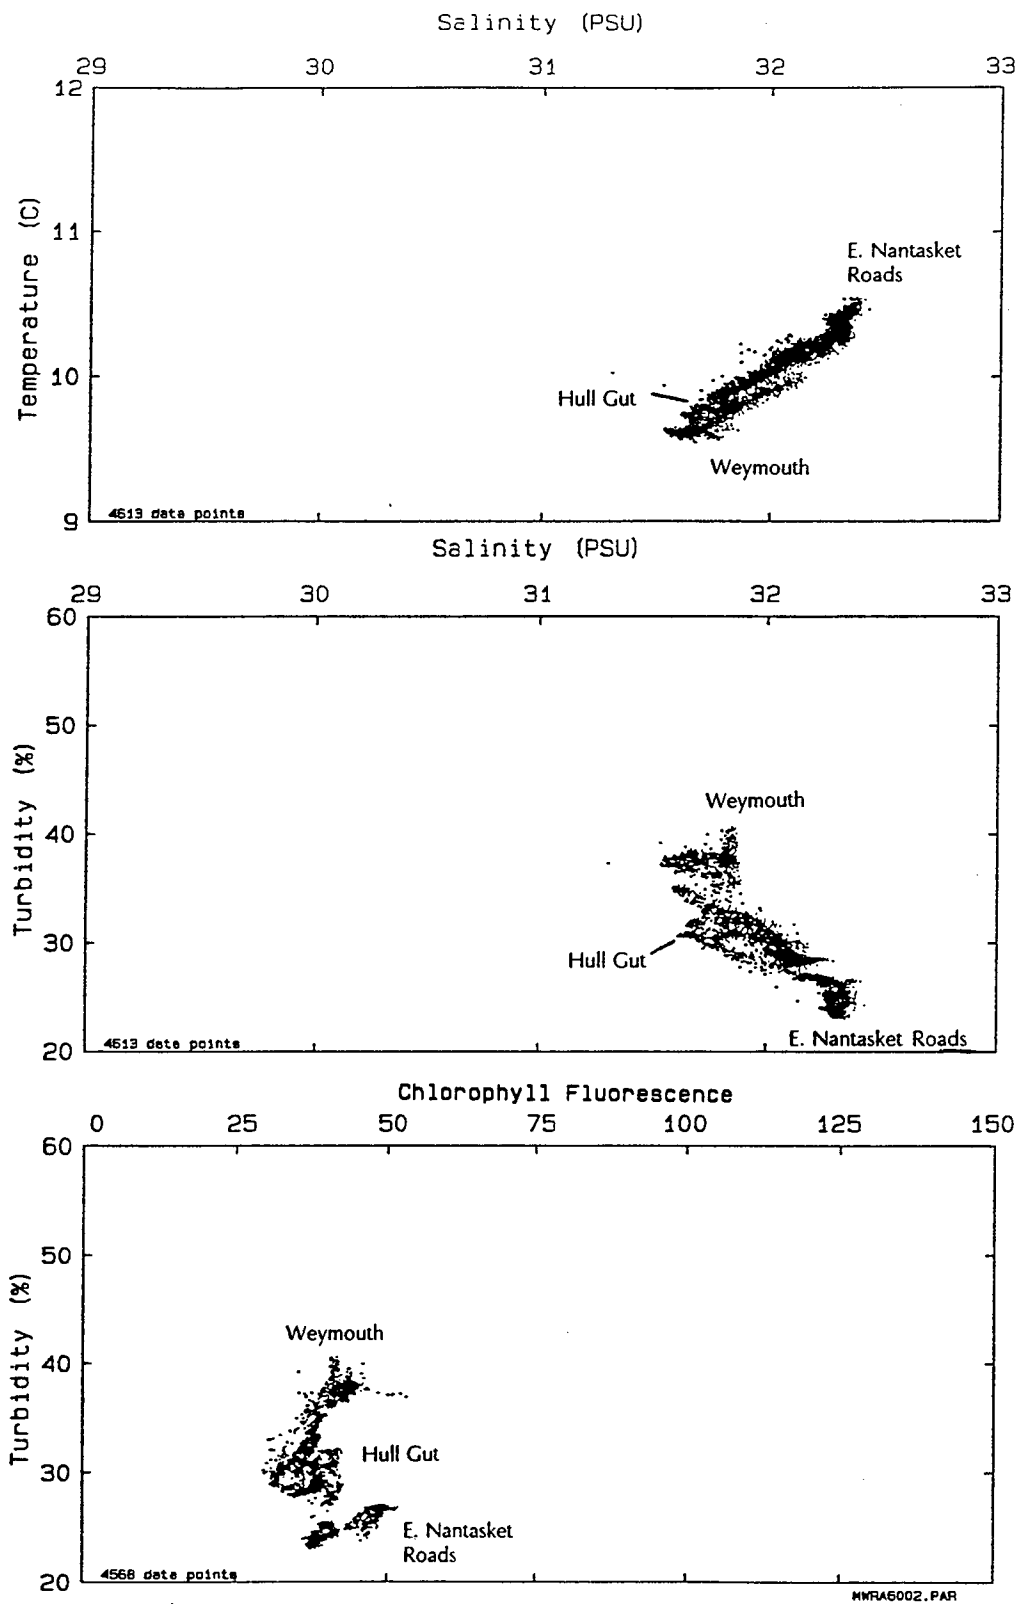 Salinity (PSU)
29 30 31 32 33
12
11
10
9
Temperature (C)
E. Nantasket
Roads
Hull Gut
Weymouth
4613 data points
Salinity (PSU)
29 30 31 32 33
60
50
40
30
20
Turbidity (%)
Weymouth
Hull Gut
E. Nantasket Roads
4613 data points
Chlorophyll Fluorescence
0 25 50 75 100 125 150
60
50
40
30
20
Turbidity (%)
Weymouth
Hull Gut
E. Nantasket
Roads
4568 data points
MWRA6002.PAR